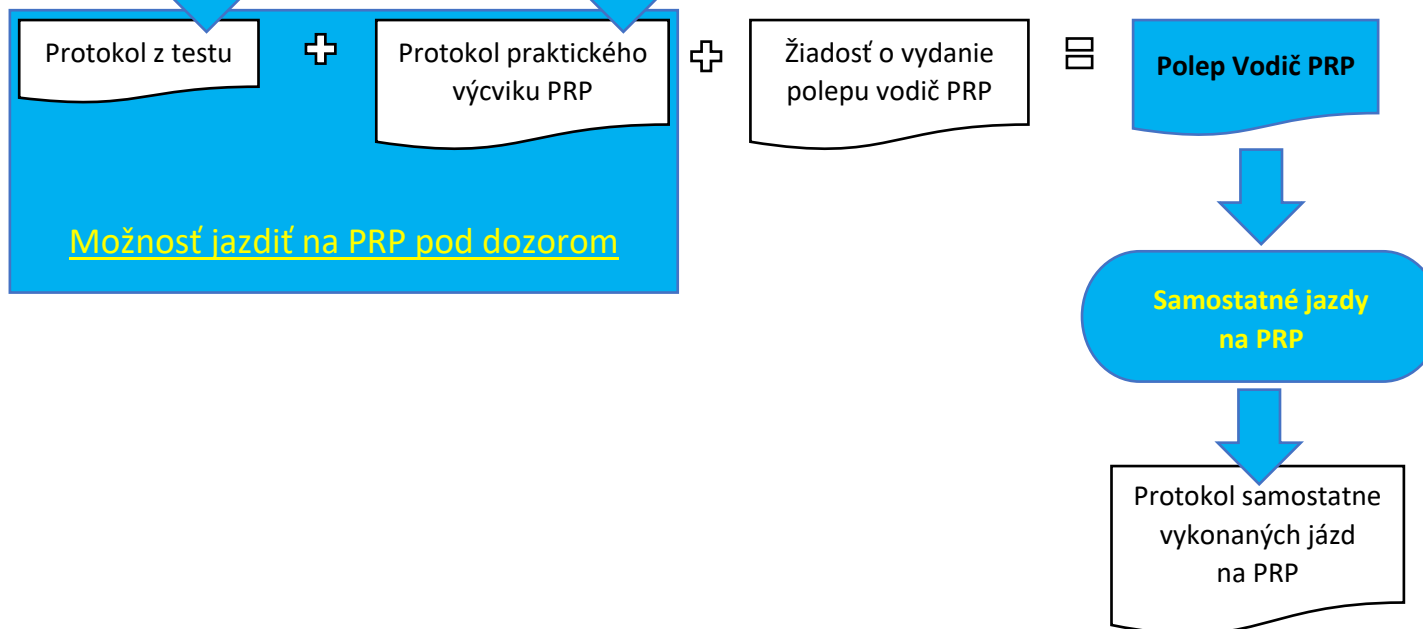 Protokol z testu
Protokol praktického
výcviku PRP
Žiadosť o vydanie
polepu vodič PRP
Polep Vodič PRP
Možnosť jazdiť na PRP pod dozorom
Samostatné jazdy
na PRP
Protokol samostatne
vykonaných jázd
na PRP